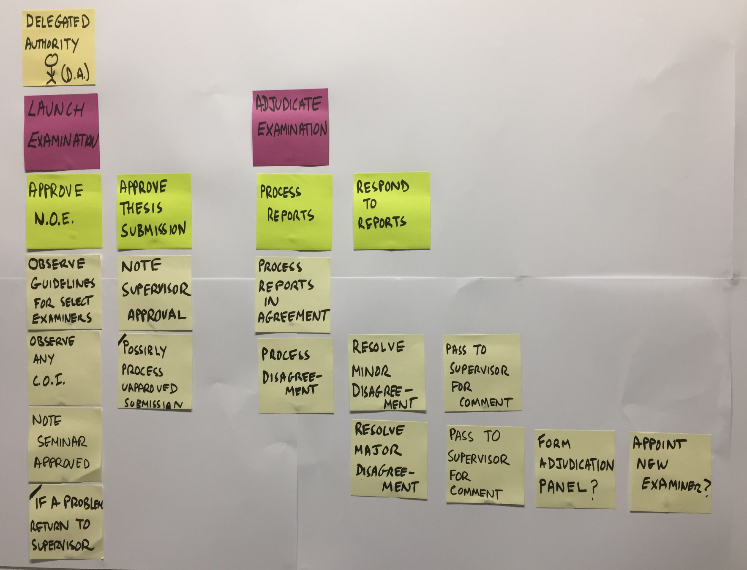 DELEGATED
AUTHORITY
(D.A.)
LAUNCH
EXAMINATION
ADJUDICATE
EXAMINATION
APPROVE
N.O.E.
APPROVE
THESIS
SUBMISSION
PROCESS
REPORTS
RESPOND
TO
REPORTS
OBSERVE
GUIDELINES
FOR SELECT
EXAMINERS
NOTE
SUPERVISOR
APPROVAL
PROCESS
REPORTS
IN
AGREEMENT
OBSERVE
ANY
C.O.I.
POSSIBLY
PROCESS
UNAPPROVED
SUBMISSION
PROCESS
DISAGREE-
MENT
RESOLVE
MINOR
DISAGREE-
MENT
PASS TO
SUPERVISOR
FOR
COMMENT
NOTE
SEMINAR
APPROVED
RESOLVE
MAJOR
DISAGREE-
MENT
PASS TO
SUPERVISOR
FOR
COMMENT
FORM
ADJUDICATION
PANEL?
APPOINT
NEW
EXAMINER?
IF A PROBLEM
RETURN TO
SUPERVISOR